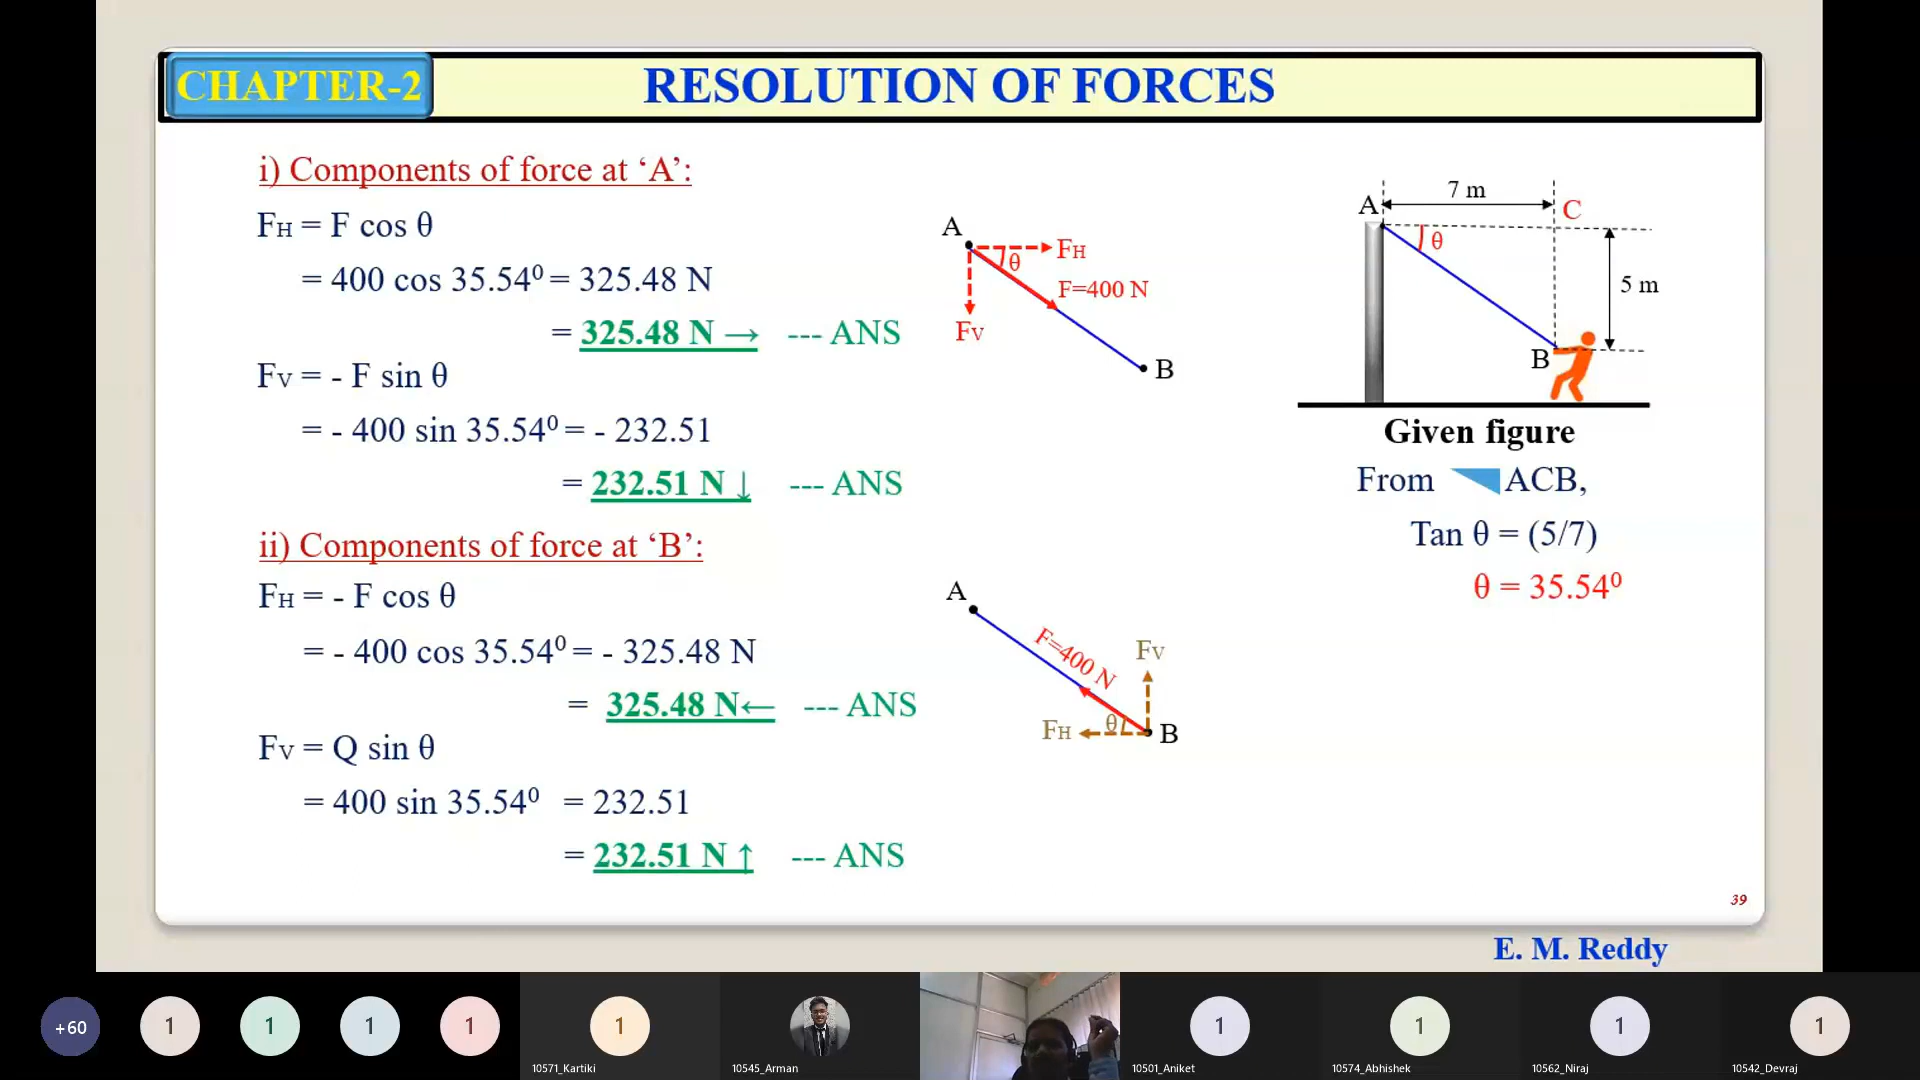 CHAPTER-2
RESOLUTION OF FORCES
i) Components of force at ‘A’:
FH = F cos θ
= 400 cos 35.54⁰ = 325.48 N
= 325.48 N → --- ANS
FV = - F sin θ
= - 400 sin 35.54⁰ = - 232.51
= 232.51 N ↓ --- ANS
ii) Components of force at ‘B’:
FH = - F cos θ
= - 400 cos 35.54⁰ = - 325.48 N
= 325.48 N← --- ANS
FV = Q sin θ
= 400 sin 35.54⁰ = 232.51
= 232.51 N ↑ --- ANS
A
FH
θ
F=400 N
FV
B
A
F=400 N
FV
FH
θ
B
7 m
A
C
θ
5 m
B
Given figure
From ACB,
Tan θ = (5/7)
θ = 35.54⁰
39
E. M. Reddy
+60
1
1
1
1
1
1
1
1
1
10571_Kartiki
10545_Arman
10501_Aniket
10574_Abhishek
10562_Niraj
10542_Devraj